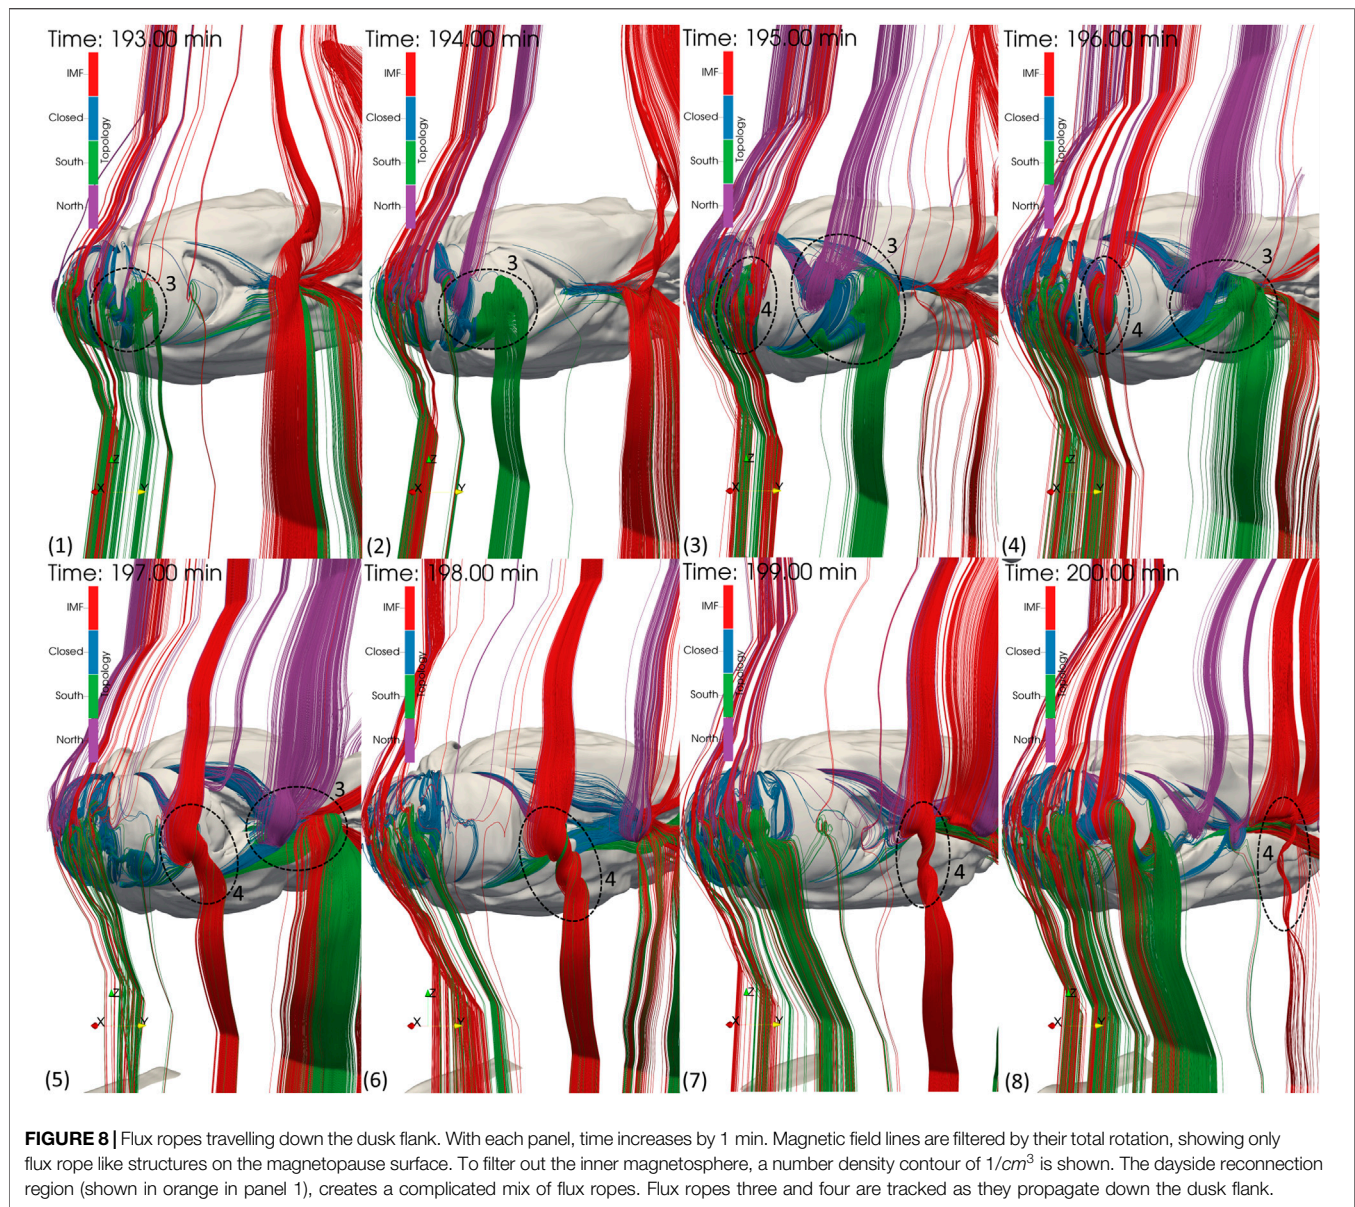 Time: 193.00 min
IMF
Closed
South
North
Topology
3
Z
X
Y
(1)
Time: 194.00 min
IMF
Closed
South
North
Topology
3
Z
X
Y
(2)
Time: 195.00 min
IMF
Closed
South
North
Topology
3
4
Z
X
Y
(3)
Time: 196.00 min
IMF
Closed
South
North
Topology
3
4
Z
X
Y
(4)
Time: 197.00 min
IMF
Closed
South
North
Topology
3
4
Z
X
Y
(5)
Time: 198.00 min
IMF
Closed
South
North
Topology
4
Z
X
Y
(6)
Time: 199.00 min
IMF
Closed
South
North
Topology
4
Z
X
Y
(7)
Time: 200.00 min
IMF
Closed
South
North
Topology
4
Z
X
Y
(8)
FIGURE 8 | Flux ropes travelling down the dusk flank. With each panel, time increases by 1 min. Magnetic field lines are filtered by their total rotation, showing only
flux rope like structures on the magnetopause surface. To filter out the inner magnetosphere, a number density contour of 1/cm³ is shown. The dayside reconnection
region (shown in orange in panel 1), creates a complicated mix of flux ropes. Flux ropes three and four are tracked as they propagate down the dusk flank.